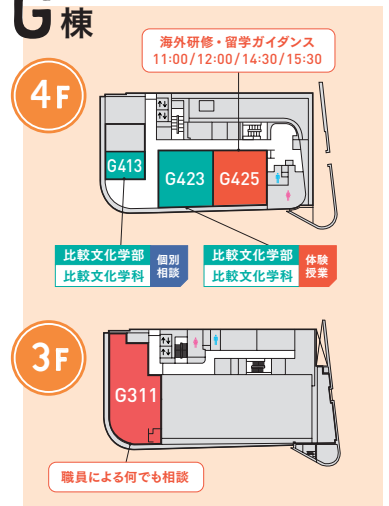 G棟
海外研修・留学ガイダンス
11:00/12:00/14:30/15:30
4F
G413
G423
G425
比較文化学部
比較文化学科
個別
相談
比較文化学部
比較文化学科
体験
授業
3F
G311
職員による何でも相談